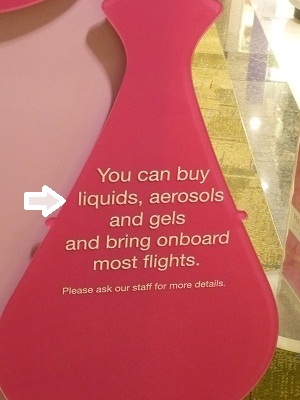 You can buy
liquids, aerosols
and gels
and bring onboard
most flights.
Please ask our staff for more details.